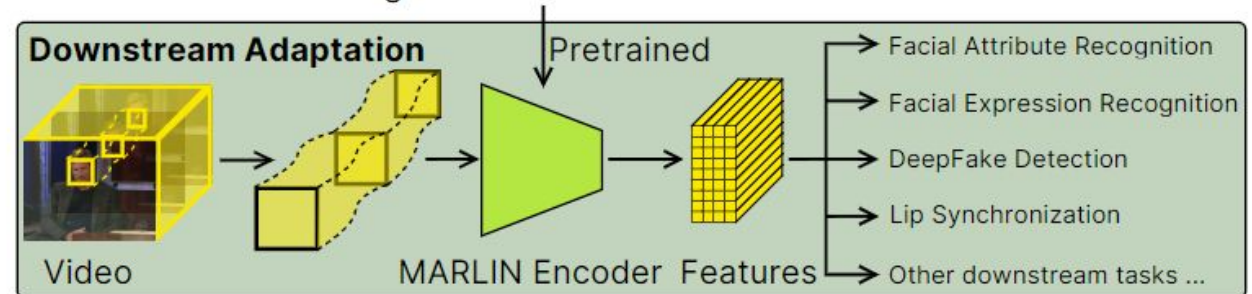 Downstream Adaptation
Pretrained
Facial Attribute Recognition
Facial Expression Recognition
DeepFake Detection
Lip Synchronization
Other downstream tasks ...
Video
MARLIN Encoder
Features